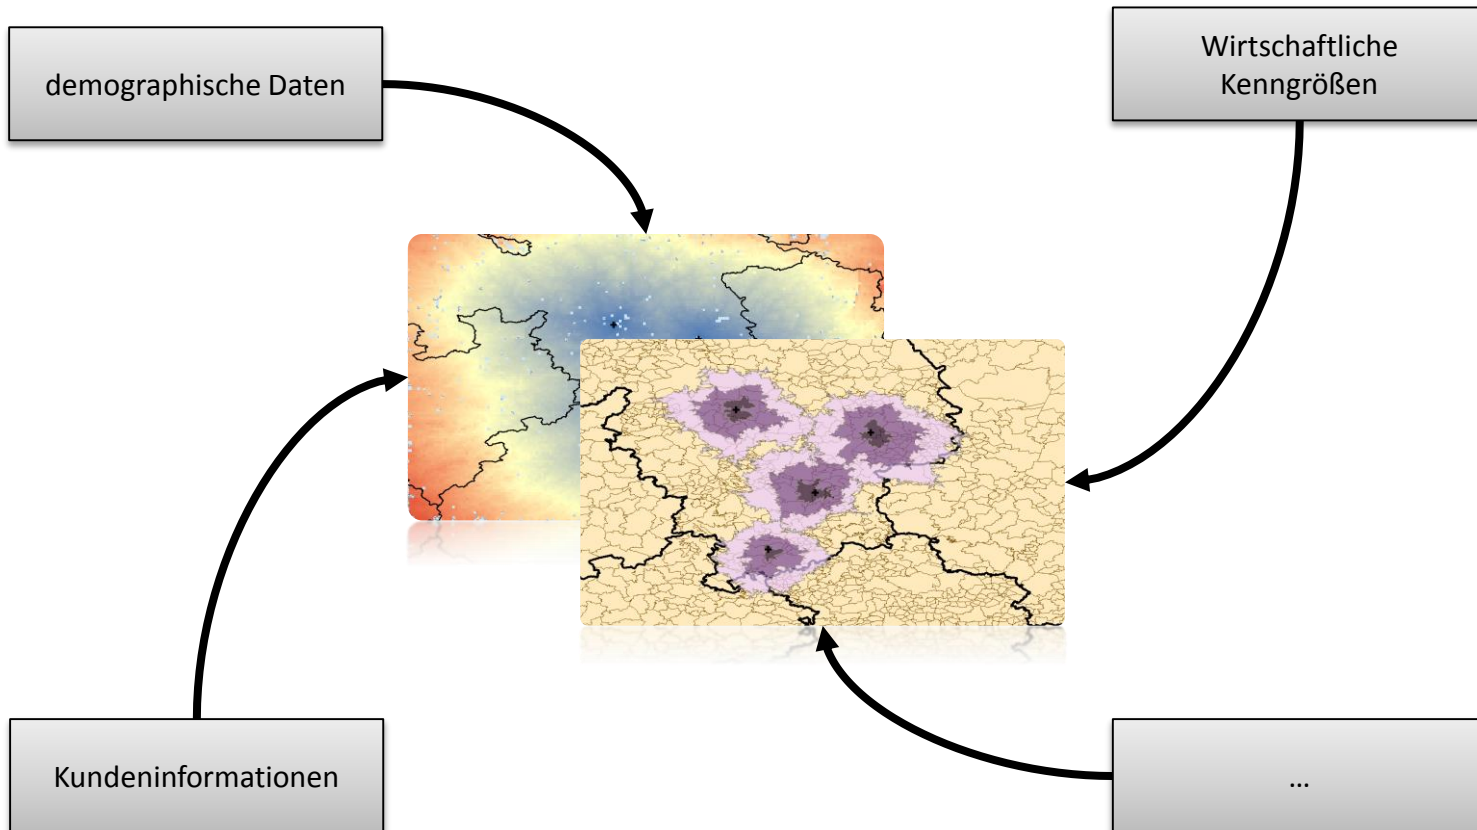 demographische Daten
Wirtschaftliche
Kenngrößen
Kundeninformationen
...